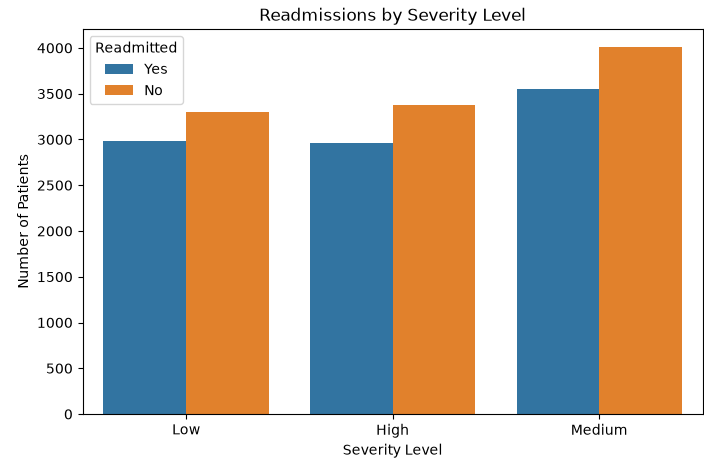 Readmissions by Severity Level
Readmitted
Yes
No
4000
3500
3000
2500
2000
1500
1000
500
0
Number of Patients
Low
High
Medium
Severity Level